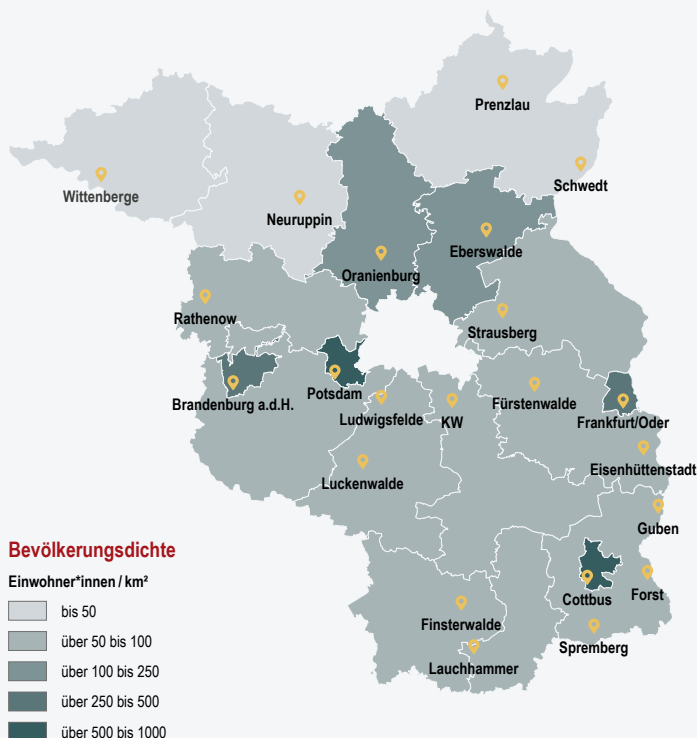 Prenzlau
Schwedt
Wittenberge
Neuruppin
Eberswalde
Oranienburg
Rathenow
Strausberg
Potsdam
Brandenburg a.d.H.
Ludwigsfelde
KW
Fürstenwalde
Frankfurt/Oder
Eisenhüttenstadt
Luckenwalde
Guben
Cottbus
Forst
Finsterwalde
Spremberg
Lauchhammer
Bevölkerungsdichte
Einwohner*innen / km²
bis 50
über 50 bis 100
über 100 bis 250
über 250 bis 500
über 500 bis 1000